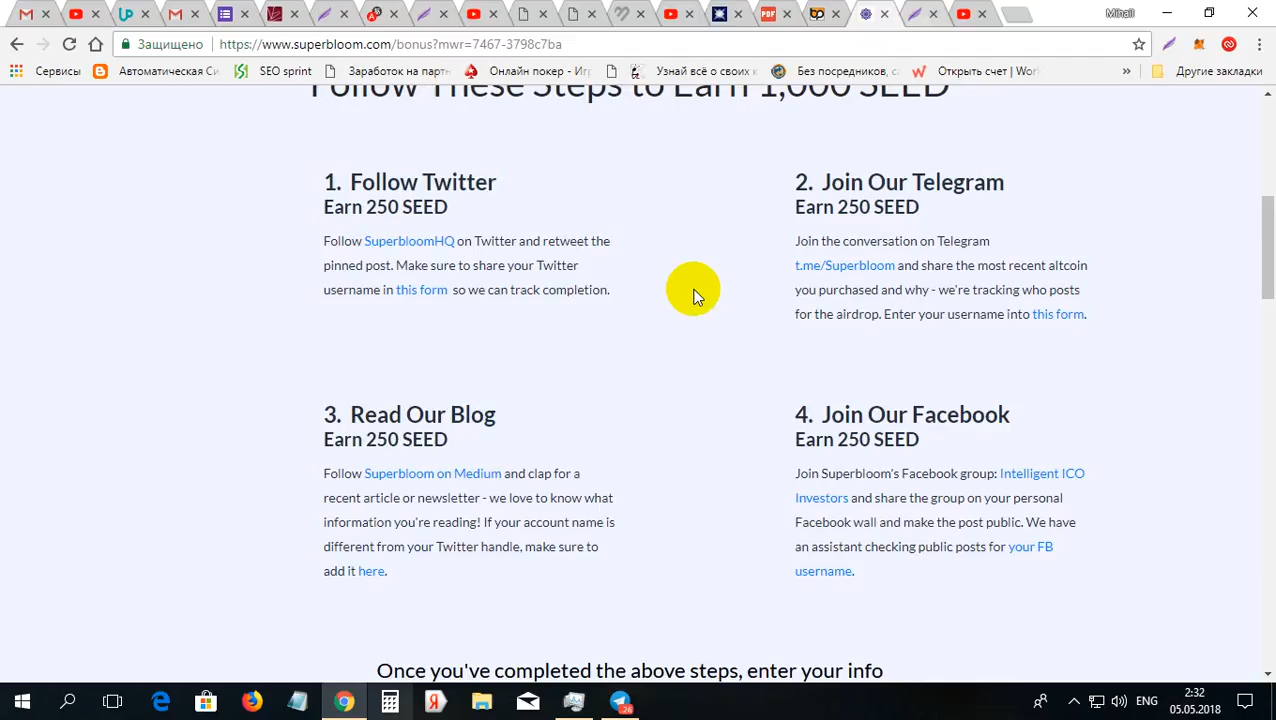 Mihail
Защищено
https://www.superbloom.com/bonus?mwr=7467-3798c7ba
Сервисы
Автоматическая Си
SEO sprint
Заработок на парт
Онлайн покер - Иг
Узнай всё о своих к
Без посредников, са
Открыть счет | Wor
»
Другие закладки
Follow These Steps to Earn 1,000 SEED
1. Follow Twitter
Earn 250 SEED
Follow SuperbloomHQ on Twitter and retweet the
pinned post. Make sure to share your Twitter
username in this form so we can track completion.
2. Join Our Telegram
Earn 250 SEED
Join the conversation on Telegram
t.me/Superbloom and share the most recent altcoin
you purchased and why - we're tracking who posts
for the airdrop. Enter your username into this form.
3. Read Our Blog
Earn 250 SEED
Follow Superbloom on Medium and clap for a
recent article or newsletter - we love to know what
information you're reading! If your account name is
different from your Twitter handle, make sure to
add it here.
4. Join Our Facebook
Earn 250 SEED
Join Superbloom's Facebook group: Intelligent ICO
Investors and share the group on your personal
Facebook wall and make the post public. We have
an assistant checking public posts for your FB
username.
Once you've completed the above steps, enter your info
ENG
2:32
05.05.2018
26